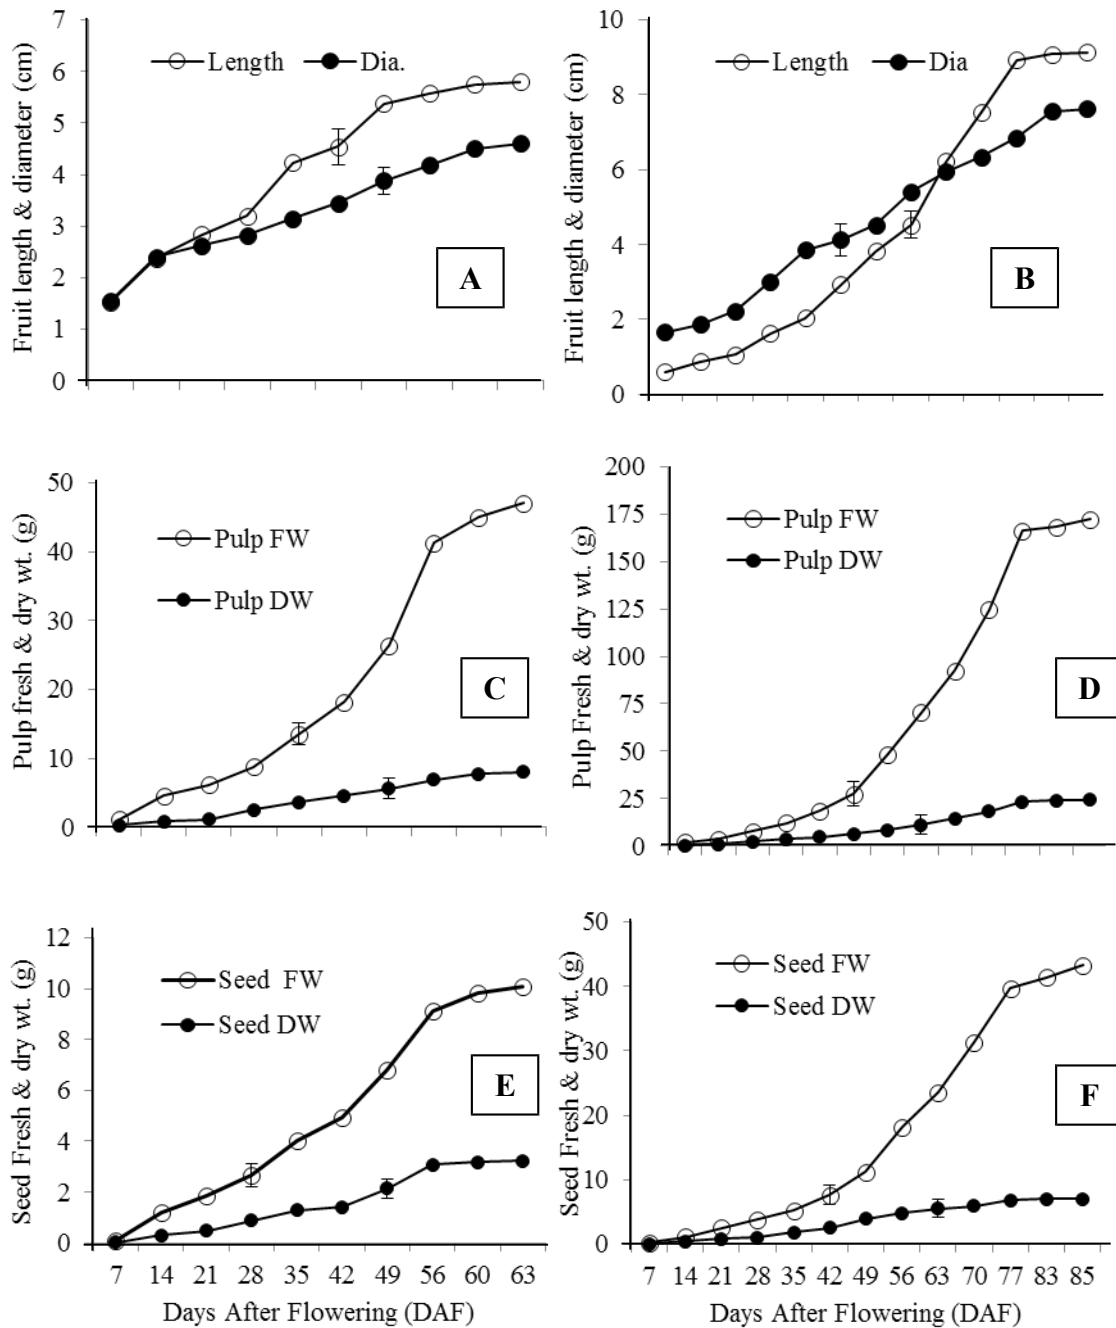 Fruit length & diameter (cm)
7
6
5
4
3
2
1
0
Length
Dia.
A
Fruit length & diameter (cm)
10
8
6
4
2
0
Length
Dia
B
Pulp fresh & dry wt. (g)
50
40
30
20
10
0
Pulp FW
Pulp DW
C
Pulp Fresh & dry wt. (g)
200
175
150
125
100
75
50
25
0
Pulp FW
Pulp DW
D
Seed Fresh & dry wt. (g)
12
10
8
6
4
2
0
Seed FW
Seed DW
E
7 14 21 28 35 42 49 56 60 63
Days After Flowering (DAF)
Seed Fresh & dry wt. (g)
50
40
30
20
10
0
Seed FW
Seed DW
F
7 14 21 28 35 42 49 56 63 70 77 83 85
Days After Flowering (DAF)